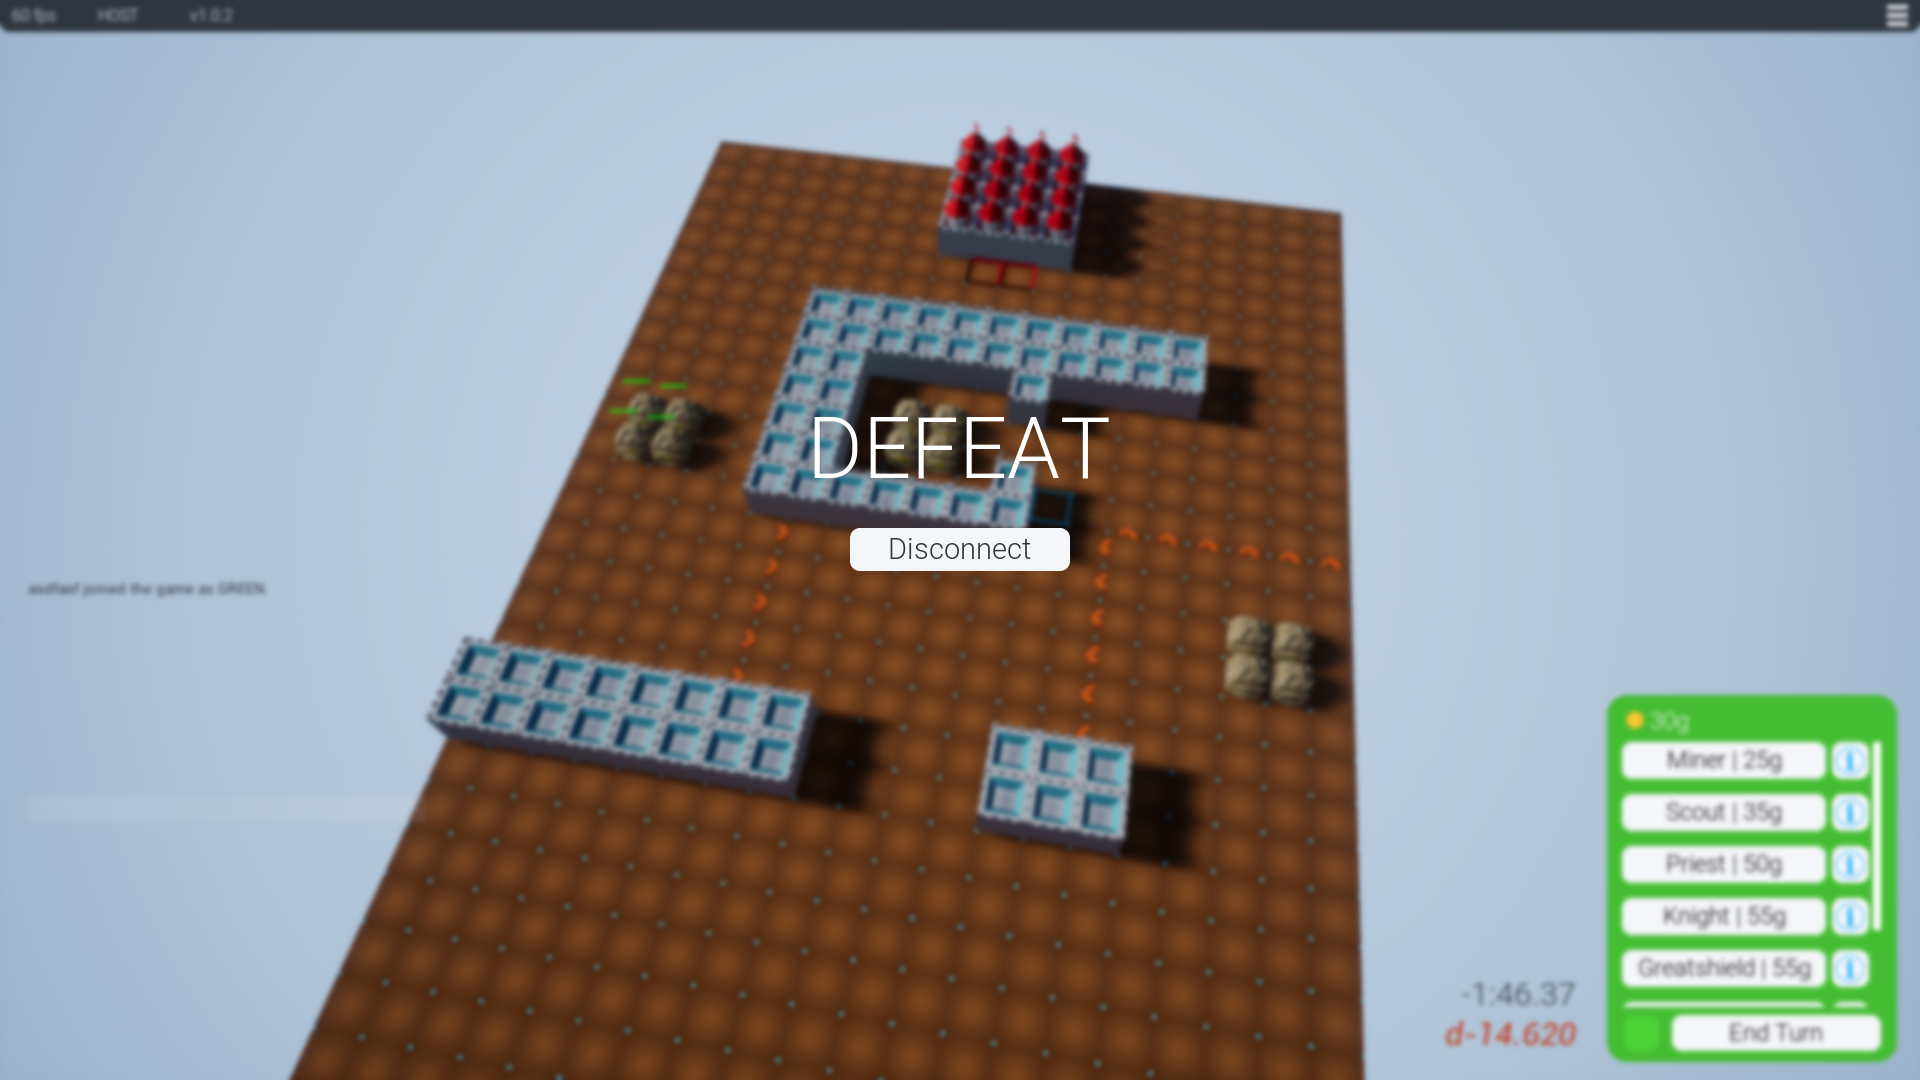 60 fps HOST v1.0.2
DEFEAT
Disconnect
asdfaef joined the game as GREEN.
30g
Miner | 25g
Scout | 35g
Priest | 50g
Knight | 55g
Greatshield | 55g
-1:46.37
d-14.620
End Turn